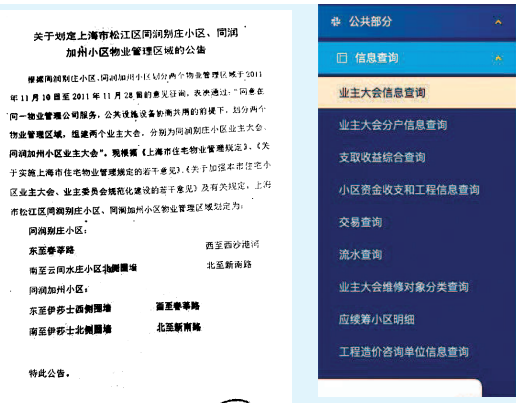 关于划定上海市松江区同润别庄小区、同润
加州小区物业管理区域的公告
根据同润别庄小区、同润加州小区划分两个物业管理区域于2011
年11月10日至2011年11月28日的意见征询，表决通过：“同意在
同一物业管理公司服务，公共设施设备协商共用的前提下，划分两个
物业管理区域，组建两个业主大会，分别为同润别庄小区业主大会、
同润加州小区业主大会”。现根据《上海市住宅物业管理规定》、《关
于实施上海市住宅物业管理规定的若干意见》、《关于加强本市住宅小
区业主大会、业主委员会规范化建设的若干意见》及有关规定，上海
市松江区同润别庄小区、同润加州小区物业管理区域划定为：
同润别庄小区：
东至春莘路 西至西沙港河
南至云间水庄小区北侧围墙 北至新南路
同润加州小区：
东至伊莎士西侧围墙 西至春莘路
南至伊莎士北侧围墙 北至新南路
特此公告。
公共部分
信息查询
业主大会信息查询
业主大会分户信息查询
支取收益综合查询
小区资金收支和工程信息查询
交易查询
流水查询
业主大会维修对象分类查询
应续筹小区明细
工程造价咨询单位信息查询